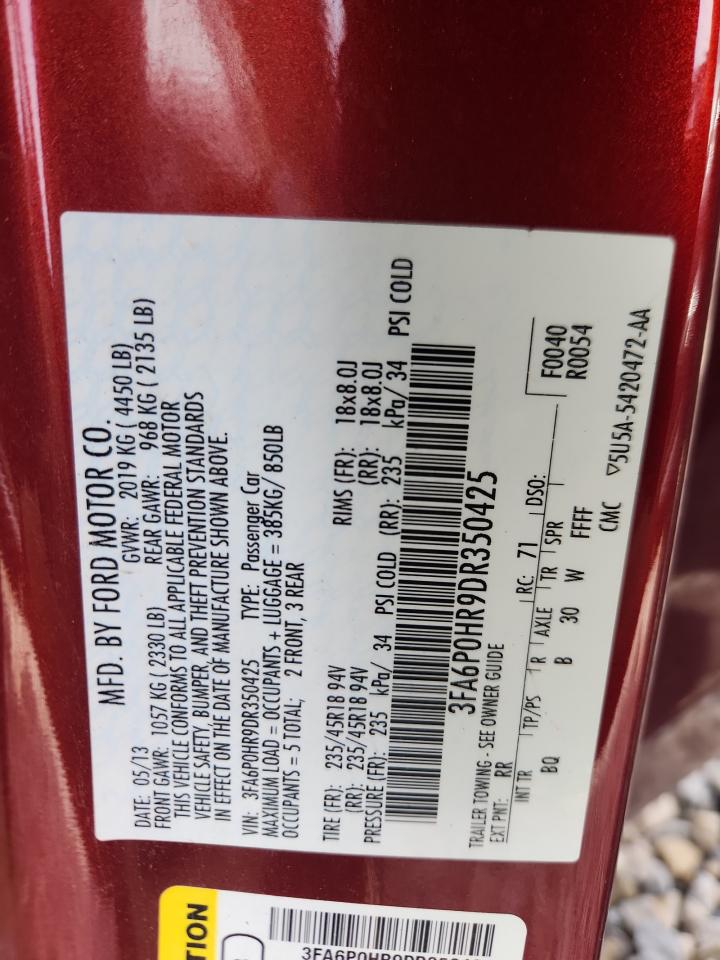 MFD. BY FORD MOTOR CO.
DATE: 05/13 GVWR: 2019 KG ( 4450 LB)
FRONT GAWR: 1057 KG ( 2330 LB) REAR GAWR: 968 KG ( 2135 LB)
THIS VEHICLE CONFORMS TO ALL APPLICABLE FEDERAL MOTOR
VEHICLE SAFETY, BUMPER, AND THEFT PREVENTION STANDARDS
IN EFFECT ON THE DATE OF MANUFACTURE SHOWN ABOVE.
VIN: 3FA6P0HR9DR350425 TYPE: Passenger Car
MAXIMUM LOAD = OCCUPANTS + LUGGAGE = 385KG/ 850LB
OCCUPANTS = 5 TOTAL; 2 FRONT, 3 REAR
TIRE (FR): 235/45R18 94V RIMS (FR): 18x8.0J
(RR): 235/45R18 94V (RR): 18x8.0J
PRESSURE (FR): 235 kPa/ 34 PSI COLD (RR): 235 kPa/ 34 PSI COLD
3FA6P0HR9DR350425
TRAILER TOWING - SEE OWNER GUIDE
EXT PNT: RR RC: 71 DSO: F0040
R0054
INT TR TP/PS R AXLE TR SPR
BQ B 30 W FFFF
CMC ▽5U5A-5420472-AA
TION